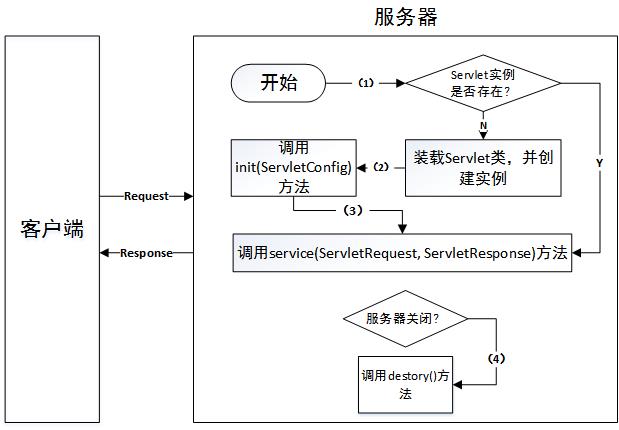 服务器
开始
(1)
Servlet实例
是否存在?
N
Y
调用
init(ServletConfig)
方法
(2)
装载Servlet类，并创
建实例
(3)
Request
客户端
Response
调用service(ServletRequest, ServletResponse)方法
服务器关闭?
(4)
调用destory()方
法